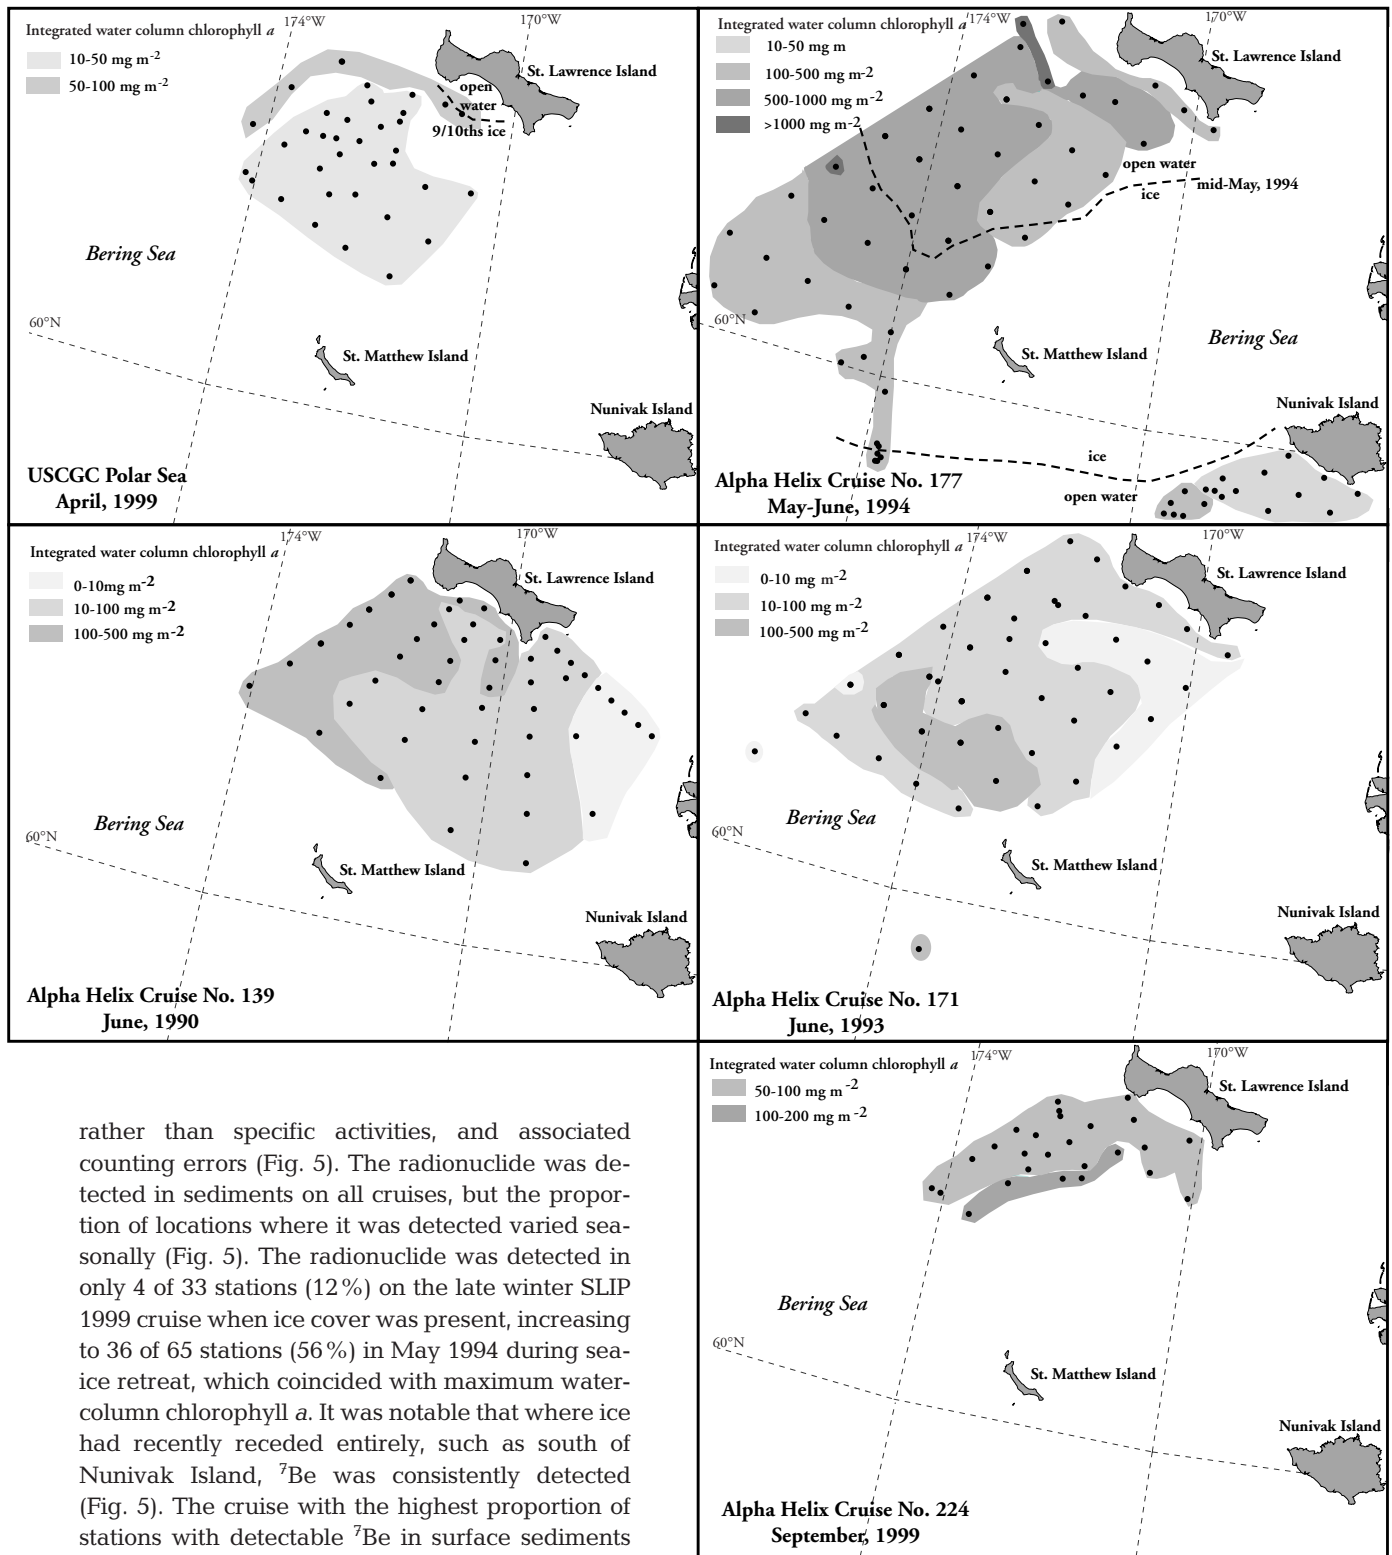 Integrated water column chlorophyll a
10-50 mg m-2
50-100 mg m-2
174°W
170°W
St. Lawrence Island
open
water
9/10ths ice
Bering Sea
60°N
St. Matthew Island
Nunivak Island
USCGC Polar Sea
April, 1999
Integrated water column chlorophyll a
10-50 mg m
100-500 mg m-2
500-1000 mg m-2
>1000 mg m-2
174°W
170°W
St. Lawrence Island
open water
mid-May, 1994
ice
60°N
Bering Sea
St. Matthew Island
Nunivak Island
ice
open water
Alpha Helix Cruise No. 177
May-June, 1994
Integrated water column chlorophyll a
0-10mg m-2
10-100 mg m-2
100-500 mg m-2
174°W
170°W
St. Lawrence Island
Bering Sea
60°N
St. Matthew Island
Nunivak Island
Alpha Helix Cruise No. 139
June, 1990
Integrated water column chlorophyll a
0-10 mg m-2
10-100 mg m-2
100-500 mg m-2
174°W
170°W
St. Lawrence Island
Bering Sea
60°N
St. Matthew Island
Nunivak Island
Alpha Helix Cruise No. 171
June, 1993
Integrated water column chlorophyll a
50-100 mg m-2
100-200 mg m-2
174°W
170°W
St. Lawrence Island
Bering Sea
60°N
St. Matthew Island
Nunivak Island
Alpha Helix Cruise No. 224
September, 1999
rather than specific activities, and associated
counting errors (Fig. 5). The radionuclide was de-
tected in sediments on all cruises, but the propor-
tion of locations where it was detected varied sea-
sonally (Fig. 5). The radionuclide was detected in
only 4 of 33 stations (12%) on the late winter SLIP
1999 cruise when ice cover was present, increasing
to 36 of 65 stations (56%) in May 1994 during sea-
ice retreat, which coincided with maximum water-
column chlorophyll a. It was notable that where ice
had recently receded entirely, such as south of
Nunivak Island, ⁷Be was consistently detected
(Fig. 5). The cruise with the highest proportion of
stations with detectable ⁷Be in surface sediments